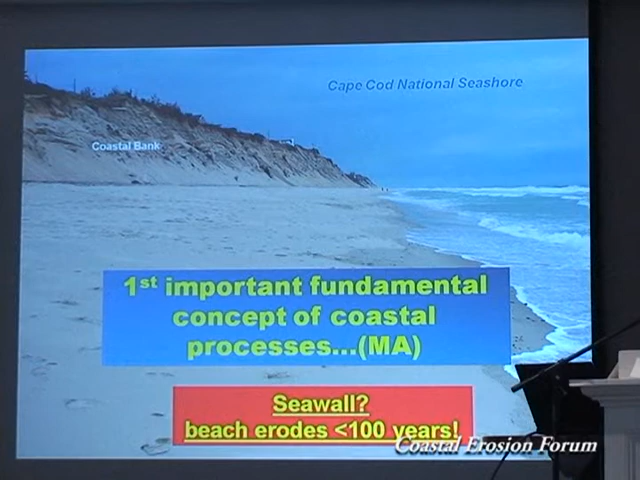 Cape Cod National Seashore
Coastal Bank
1st important fundamental
concept of coastal
processes...(MA)
Seawall?
beach erodes <100 years!
Coastal Erosion Forum